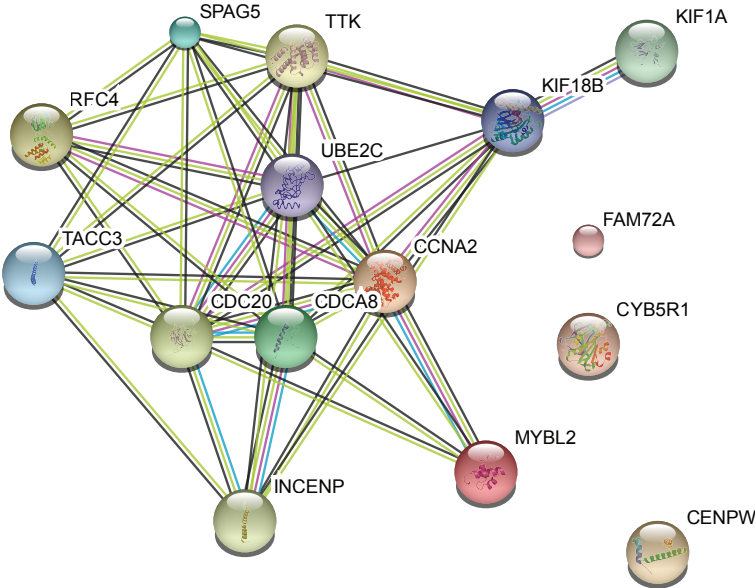 SPAG5
TTK
KIF1A
RFC4
KIF18B
UBE2C
FAM72A
TACC3
CCNA2
CDC20
CDCA8
CYB5R1
MYBL2
INCENP
CENPW